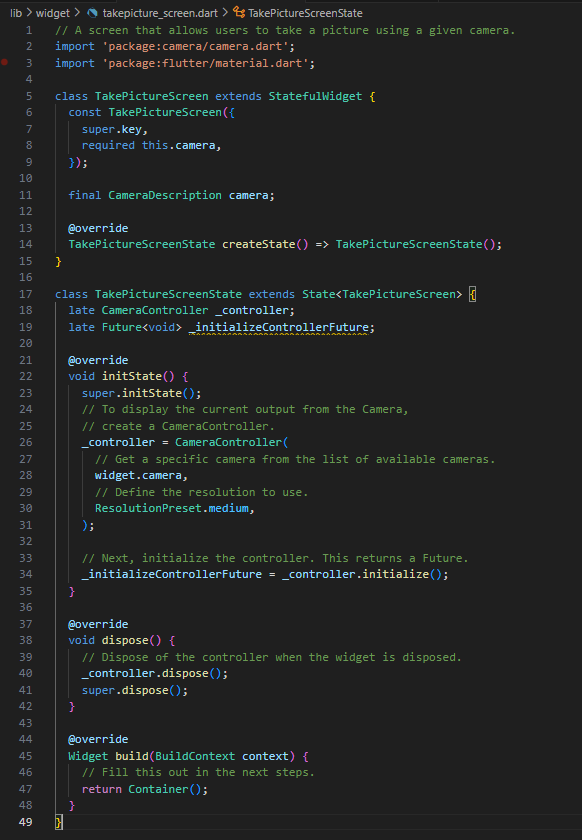 lib > widget > takepicture_screen.dart > TakePictureScreenState
1 // A screen that allows users to take a picture using a given camera.
2 import 'package:camera/camera.dart';
3 import 'package:flutter/material.dart';
4
5 class TakePictureScreen extends StatefulWidget {
6   const TakePictureScreen({
7     super.key,
8     required this.camera,
9   });
10
11   final CameraDescription camera;
12
13   @override
14   TakePictureScreenState createState() => TakePictureScreenState();
15 }
16
17 class TakePictureScreenState extends State<TakePictureScreen> {
18   late CameraController _controller;
19   late Future<void> _initializeControllerFuture;
20
21   @override
22   void initState() {
23     super.initState();
24     // To display the current output from the Camera,
25     // create a CameraController.
26     _controller = CameraController(
27       // Get a specific camera from the list of available cameras.
28       widget.camera,
29       // Define the resolution to use.
30       ResolutionPreset.medium,
31     );
32
33     // Next, initialize the controller. This returns a Future.
34     _initializeControllerFuture = _controller.initialize();
35   }
36
37   @override
38   void dispose() {
39     // Dispose of the controller when the widget is disposed.
40     _controller.dispose();
41     super.dispose();
42   }
43
44   @override
45   Widget build(BuildContext context) {
46     // Fill this out in the next steps.
47     return Container();
48   }
49 }